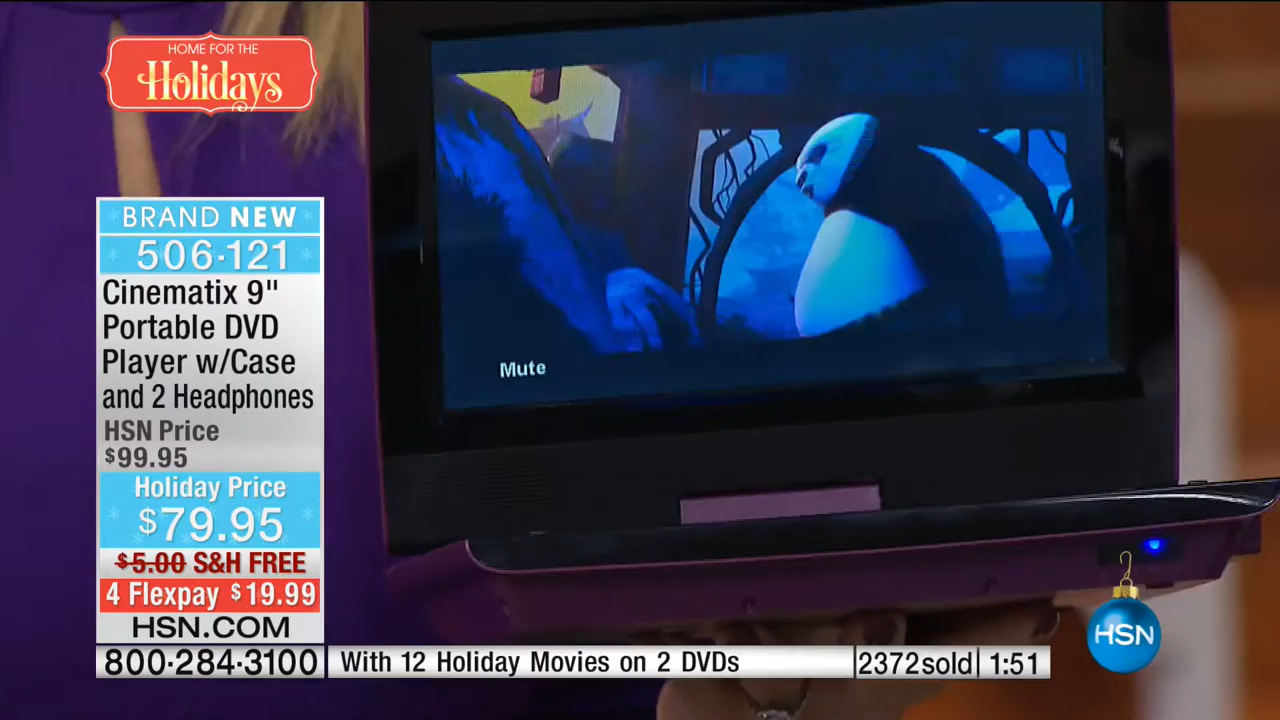 HOME FOR THE
Holidays
BRAND NEW
506·121
Cinematix 9"
Portable DVD
Player w/Case
and 2 Headphones
HSN Price
$99.95
Holiday Price
$79.95
$5.00 S&H FREE
4 Flexpay $19.99
HSN.COM
800·284·3100
With 12 Holiday Movies on 2 DVDs
2372sold
1:51
Mute
HSN